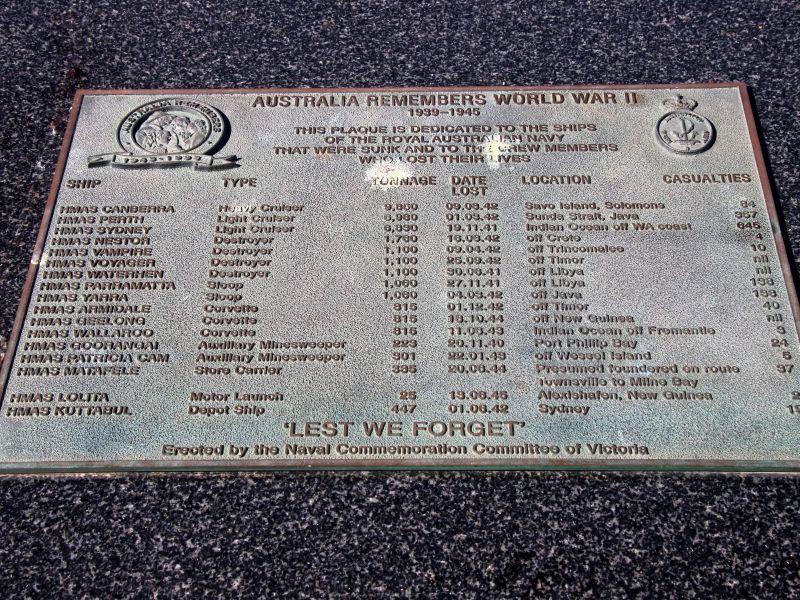 AUSTRALIA REMEMBERS WORLD WAR II
1939–1945
THIS PLAQUE IS DEDICATED TO THE SHIPS
OF THE ROYAL AUSTRALIAN NAVY
THAT WERE SUNK AND TO THE CREW MEMBERS
WHO LOST THEIR LIVES
SHIP TYPE TONNAGE DATE LOST LOCATION CASUALTIES
HMAS CANBERRA Heavy Cruiser 9,850 09.08.42 Savo Island, Solomons 84
HMAS PERTH Light Cruiser 6,980 01.03.42 Sunda Strait, Java 357
HMAS SYDNEY Light Cruiser 6,830 19.11.41 Indian Ocean off WA coast 645
HMAS NESTOR Destroyer 1,760 16.06.42 off Crete 4
HMAS VAMPIRE Destroyer 1,100 09.04.42 off Trincomalee 10
HMAS VOYAGER Destroyer 1,100 25.09.42 off Timor nil
HMAS WATERHEN Destroyer 1,100 30.06.41 off Libya nil
HMAS PARRAMATTA Sloop 1,060 27.11.41 off Libya 138
HMAS YARRA Sloop 1,060 04.03.42 off Java 138
HMAS ARMIDALE Corvette 815 01.12.42 off Timor 40
HMAS GEELONG Corvette 815 18.10.44 off New Guinea nil
HMAS WALLAROO Corvette 815 11.06.43 Indian Ocean off Fremantle 3
HMAS GOORANGAI Auxiliary Minesweeper 223 20.11.40 Port Phillip Bay 24
HMAS PATRICIA CAM Auxiliary Minesweeper 301 22.01.43 off Wessel Island
HMAS MATAFELE Store Carrier 335 20.06.44 Presumed foundered on route 37
Townsville to Milne Bay
HMAS LOLITA Motor Launch 25 13.06.45 Alexishafen, New Guinea 2
HMAS KUTTABUL Depot Ship 447 01.06.42 Sydney
'LEST WE FORGET'
Erected by the Naval Commemoration Committee of Victoria